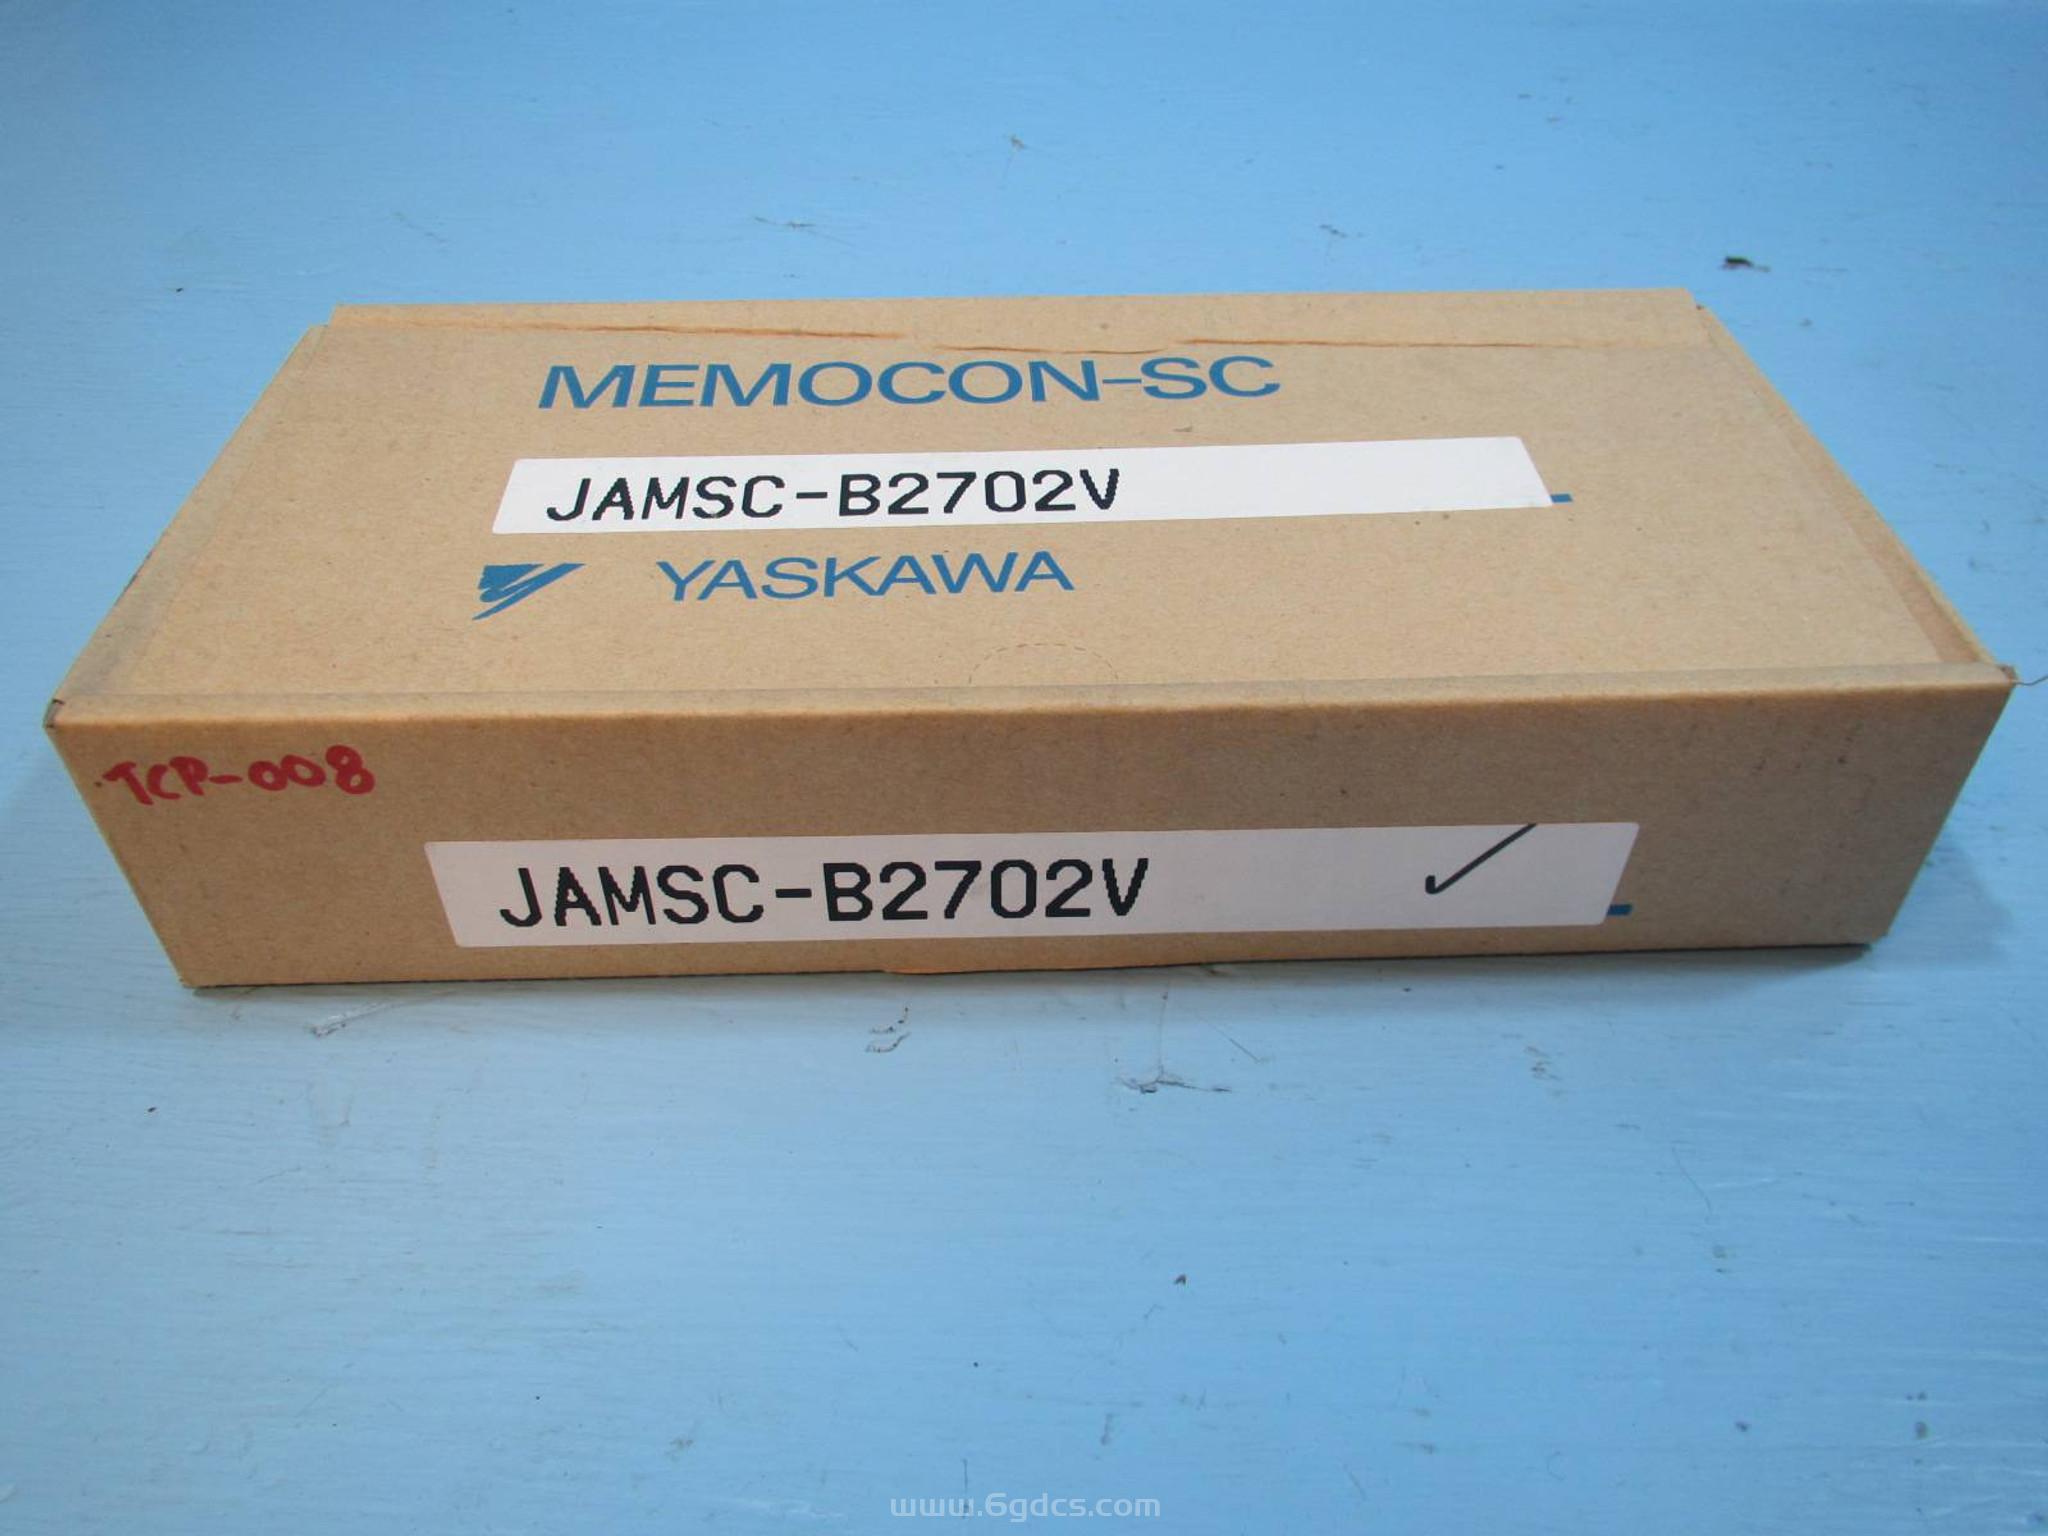 MEMOCON-SC
JAMSC-B2702V
YASKAWA
TCP-008
JAMSC-B2702V
www.6gdcs.com